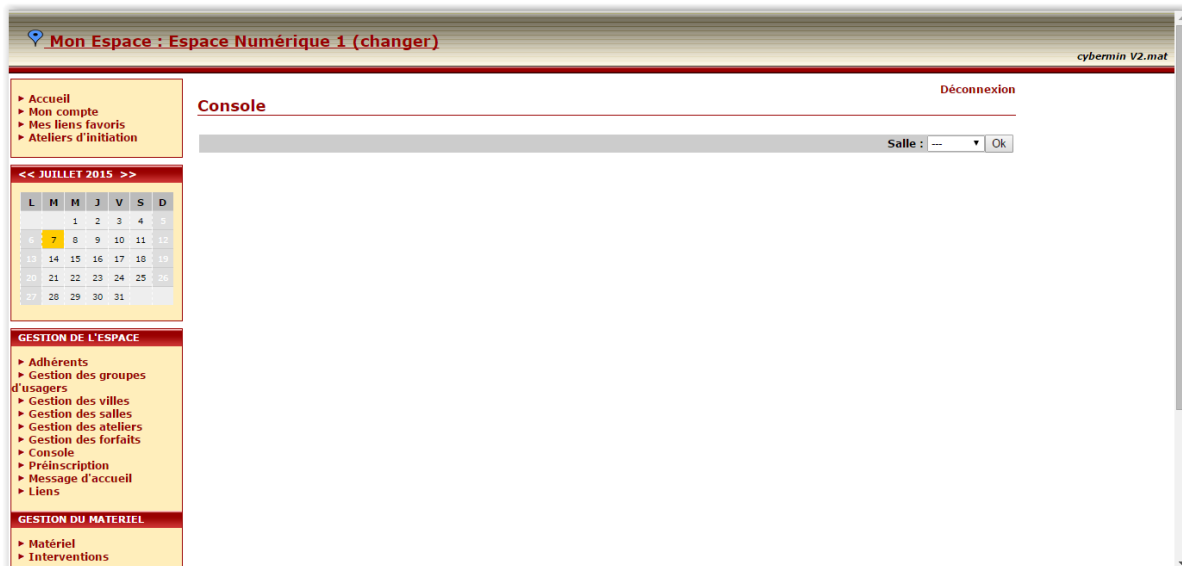 Mon Espace : Espace Numérique 1 (changer)
cybermin V2.mat
► Accueil
► Mon compte
► Mes liens favoris
► Ateliers d'initiation
Déconnexion
Console
Salle : --- ▼ Ok
<< JUILLET 2015 >>
L M M J V S D
1 2 3 4 5
6 7 8 9 10 11 12
13 14 15 16 17 18 19
20 21 22 23 24 25 26
27 28 29 30 31
GESTION DE L'ESPACE
► Adhérents
► Gestion des groupes
d'usagers
► Gestion des villes
► Gestion des salles
► Gestion des ateliers
► Gestion des forfaits
► Console
► Préinscription
► Message d'accueil
► Liens
GESTION DU MATERIEL
► Matériel
► Interventions